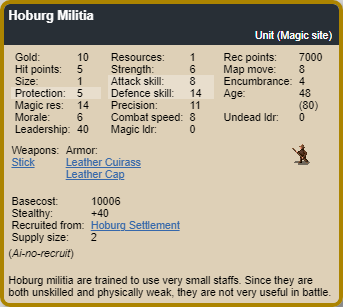 Hoburg Militia
Unit (Magic site)
Gold: 10 Resources: 1 Rec points: 7000
Hit points: 5 Strength: 6 Map move: 8
Size: 1 Attack skill: 8 Encumbrance: 4
Protection: 5 Defence skill: 14 Age: 48
Magic res: 14 Precision: 11 (80)
Morale: 6 Combat speed: 8 Undead ldr: 0
Leadership: 40 Magic ldr: 0
Weapons: Armor:
Stick Leather Cuirass
Leather Cap
Basecost: 10006
Stealthy: +40
Recruited from: Hoburg Settlement
Supply size: 2
(Ai-no-recruit)
Hoburg militia are trained to use very small staffs. Since they are
both unskilled and physically weak, they are not very useful in battle.